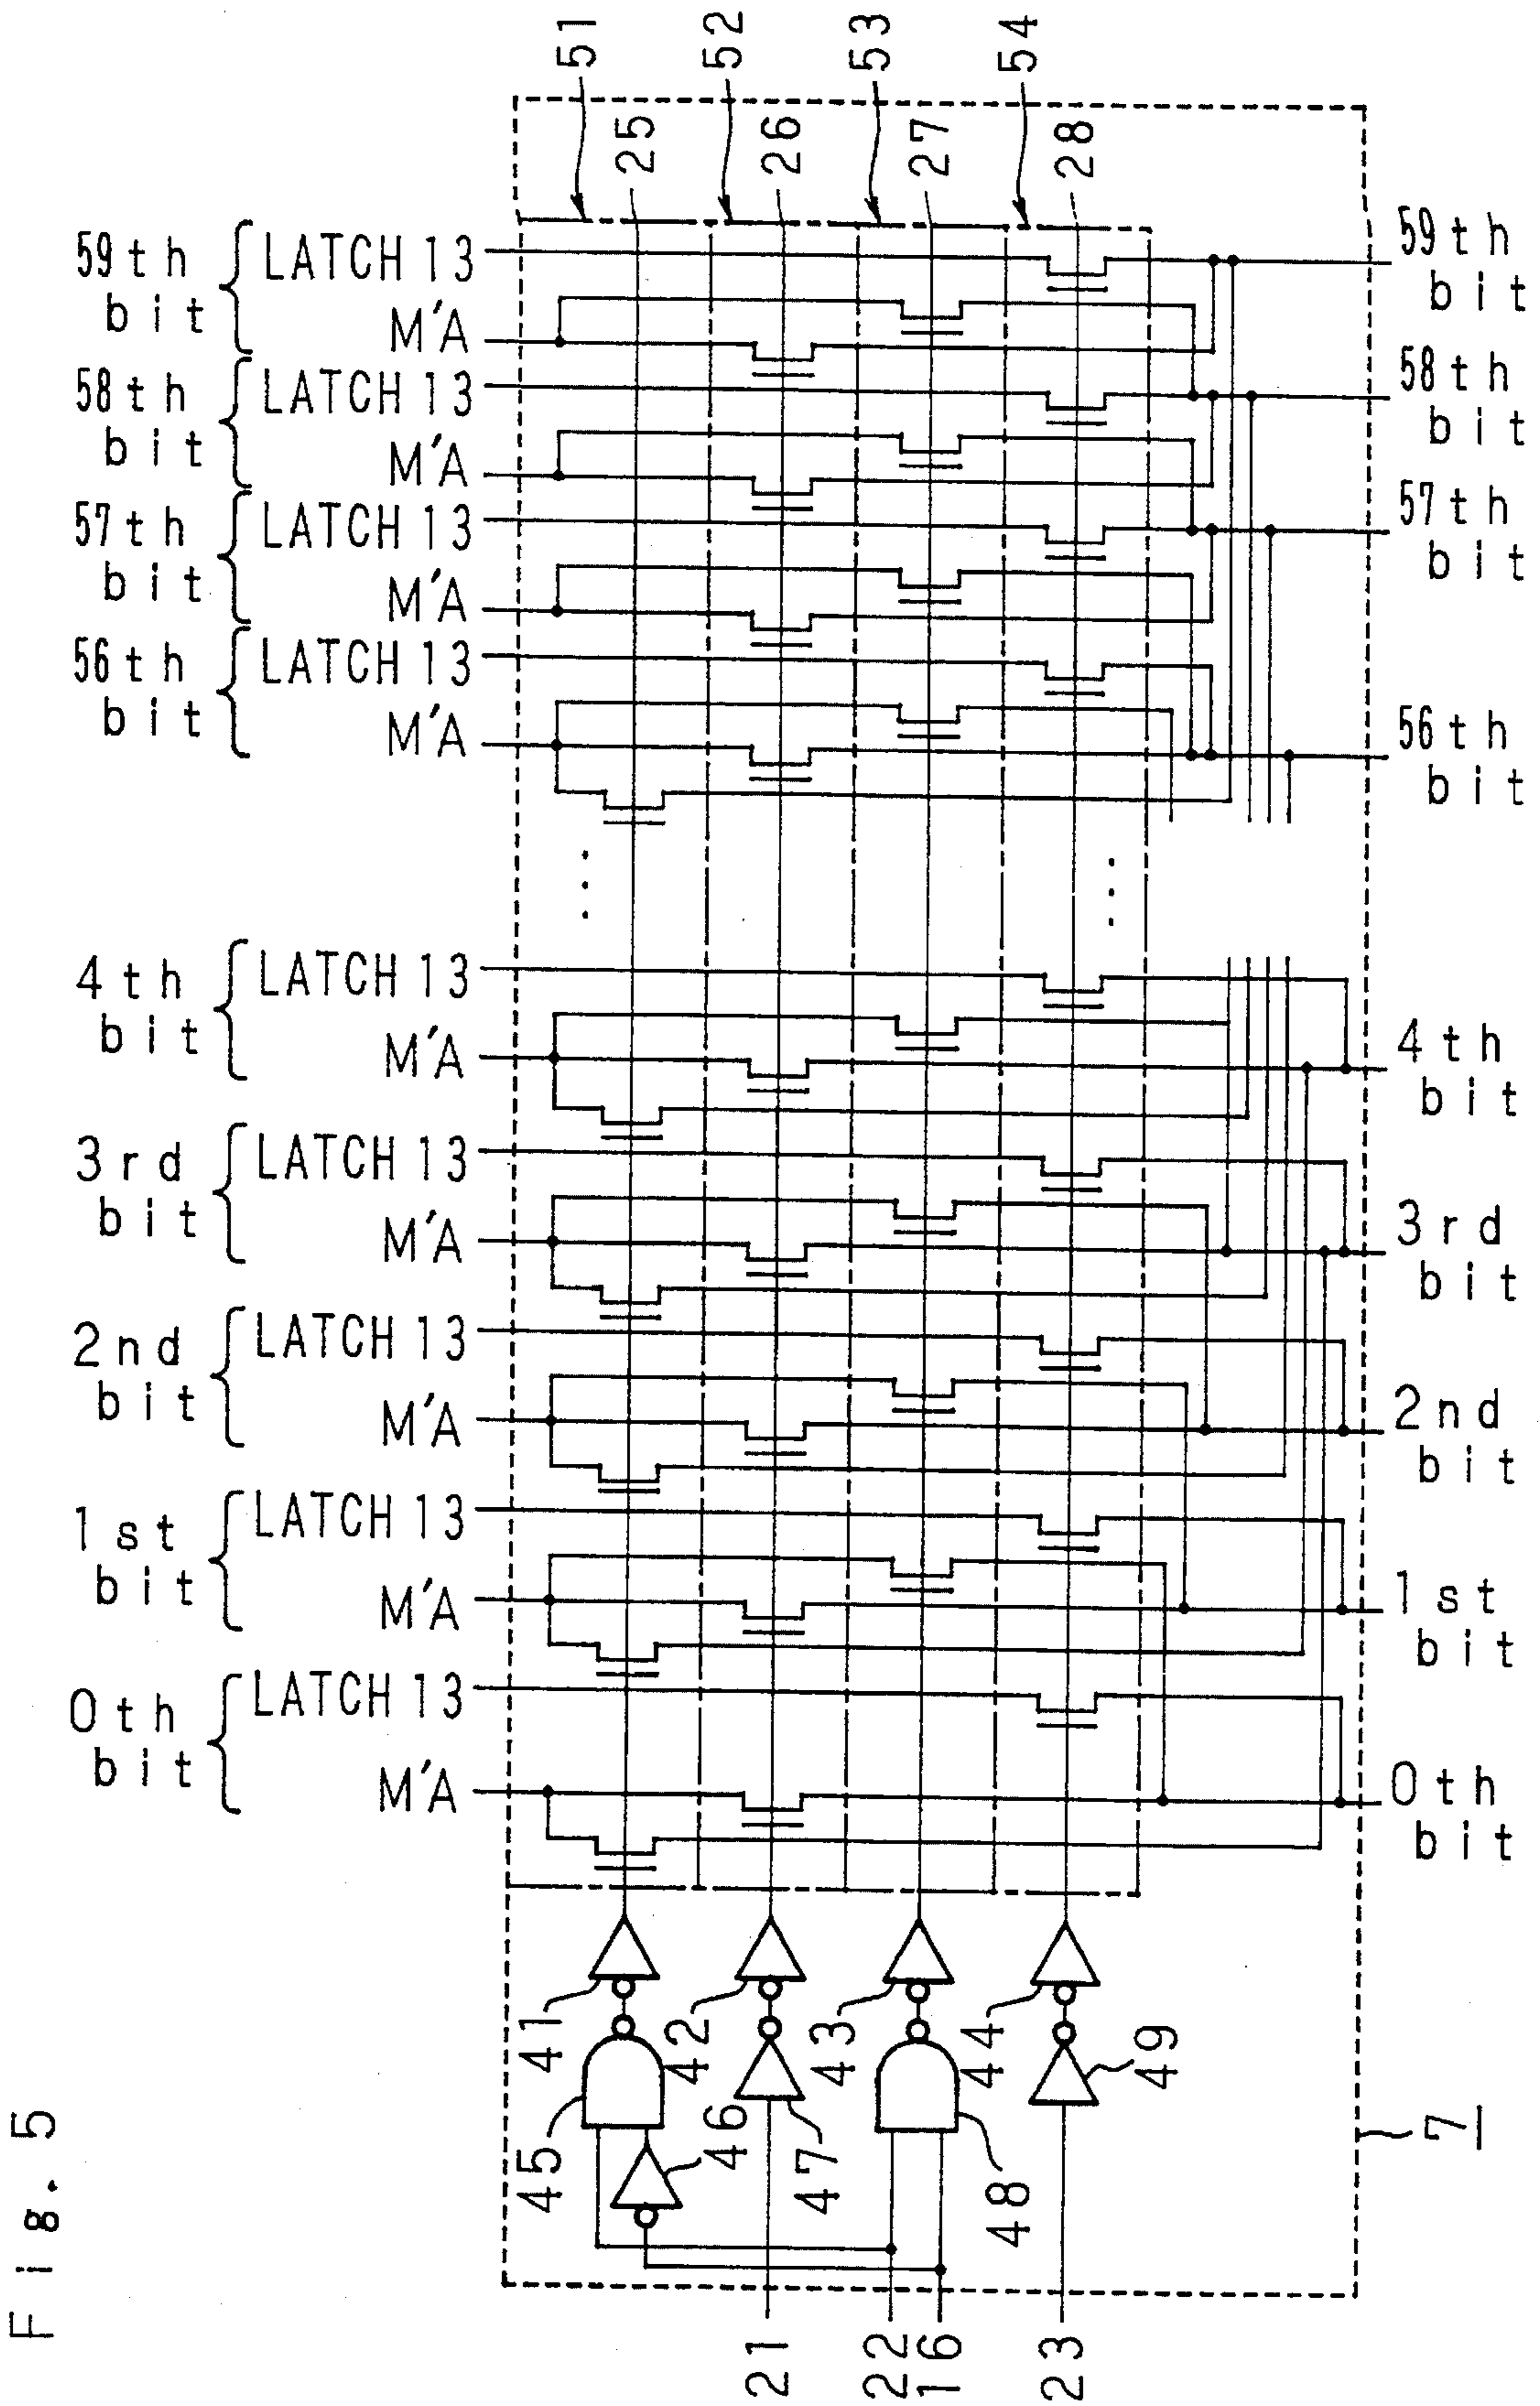 Fig. 5
51
52
53
54
25
26
27
28
59th bit
LATCH 13
M'A
58th bit
LATCH 13
M'A
57th bit
LATCH 13
M'A
56th bit
LATCH 13
M'A
4th bit
LATCH 13
M'A
3rd bit
LATCH 13
M'A
2nd bit
LATCH 13
M'A
1st bit
LATCH 13
M'A
0th bit
LATCH 13
M'A
59th bit
58th bit
57th bit
56th bit
4th bit
3rd bit
2nd bit
1st bit
0th bit
41
42
43
44
45
46
47
48
49
21
22
16
23
7